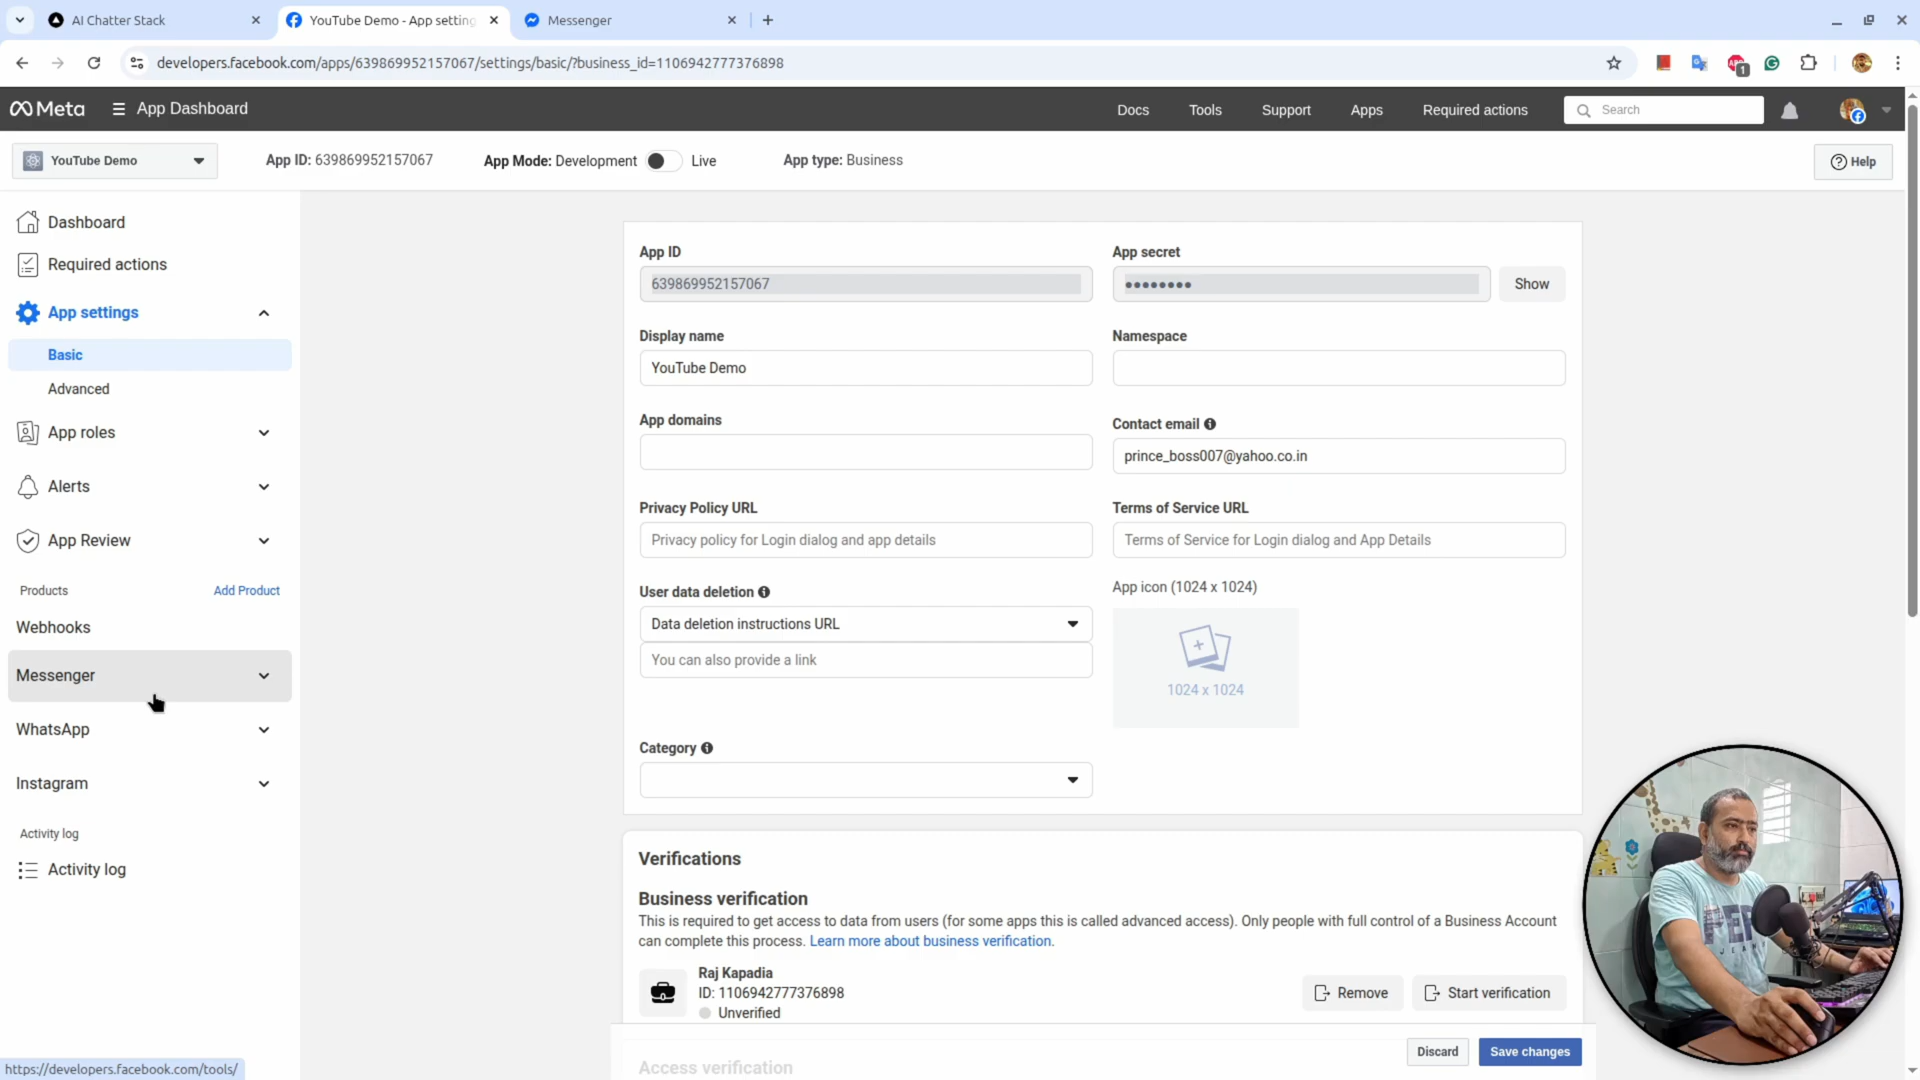 AI Chatter Stack
YouTube Demo - App setting
Messenger
developers.facebook.com/apps/639869952157067/settings/basic/?business_id=1106942777376898
1
Meta
App Dashboard
Docs
Tools
Support
Apps
Required actions
Search
YouTube Demo
App ID: 639869952157067
App Mode: Development
Live
App type: Business
Help
Dashboard
Required actions
App settings
Basic
Advanced
App roles
Alerts
App Review
Products
Add Product
Webhooks
Messenger
WhatsApp
Instagram
Activity log
Activity log
App ID
639869952157067
App secret
••••••••
Show
Display name
YouTube Demo
Namespace
App domains
Contact email
prince_boss007@yahoo.co.in
Privacy Policy URL
Privacy policy for Login dialog and app details
Terms of Service URL
Terms of Service for Login dialog and App Details
User data deletion
Data deletion instructions URL
You can also provide a link
App icon (1024 x 1024)
1024 x 1024
Category
Verifications
Business verification
This is required to get access to data from users (for some apps this is called advanced access). Only people with full control of a Business Account
can complete this process. Learn more about business verification.
Raj Kapadia
ID: 1106942777376898
Unverified
Remove
Start verification
Access verification
Discard
Save changes
https://developers.facebook.com/tools/